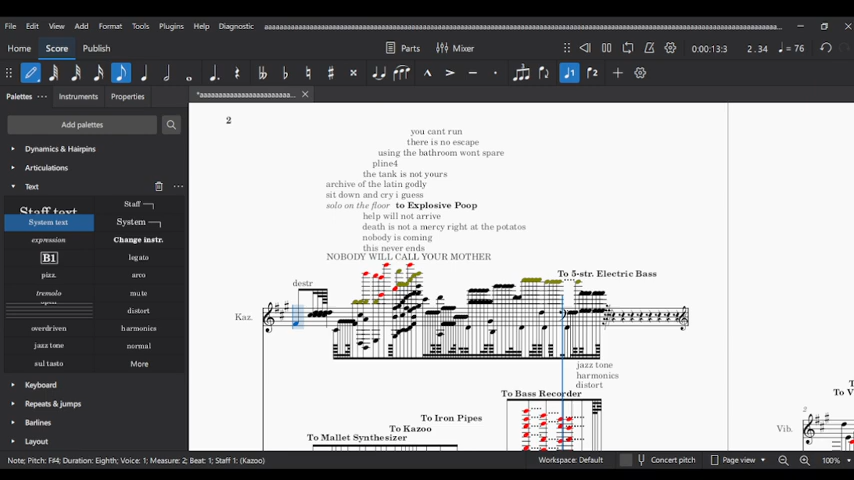 File Edit View Add Format Tools Plugins Help Diagnostic
Home Score Publish Parts Mixer 0:00:13:3 2 . 34 = 76
Palettes Instruments Properties
Add palettes
Dynamics & Hairpins
Articulations
Text
Staff text
Staff
System text
System
expression
Change instr.
B1
legato
pizz.
arco
tremolo
mute
distort
overdriven
harmonics
jazz tone
normal
sul tasto
More
Keyboard
Repeats & jumps
Barlines
Layout
2
you cant run
there is no escape
using the bathroom wont spare
pline4
the tank is not yours
archive of the latin godly
sit down and cry i guess
solo on the floor to Explosive Poop
help will not arrive
death is not a mercy right at the potatos
nobody is coming
this never ends
NOBODY WILL CALL YOUR MOTHER
To 5-str. Electric Bass
destr
Kaz.
jazz tone
harmonics
distort
To Bass Recorder
To Iron Pipes
To Kazoo
To Mallet Synthesizer
2
Vib.
Note; Pitch: F#4; Duration: Eighth; Voice: 1; Measure: 2; Beat: 1; Staff 1: (Kazoo)
Workspace: Default Concert pitch Page view 100%